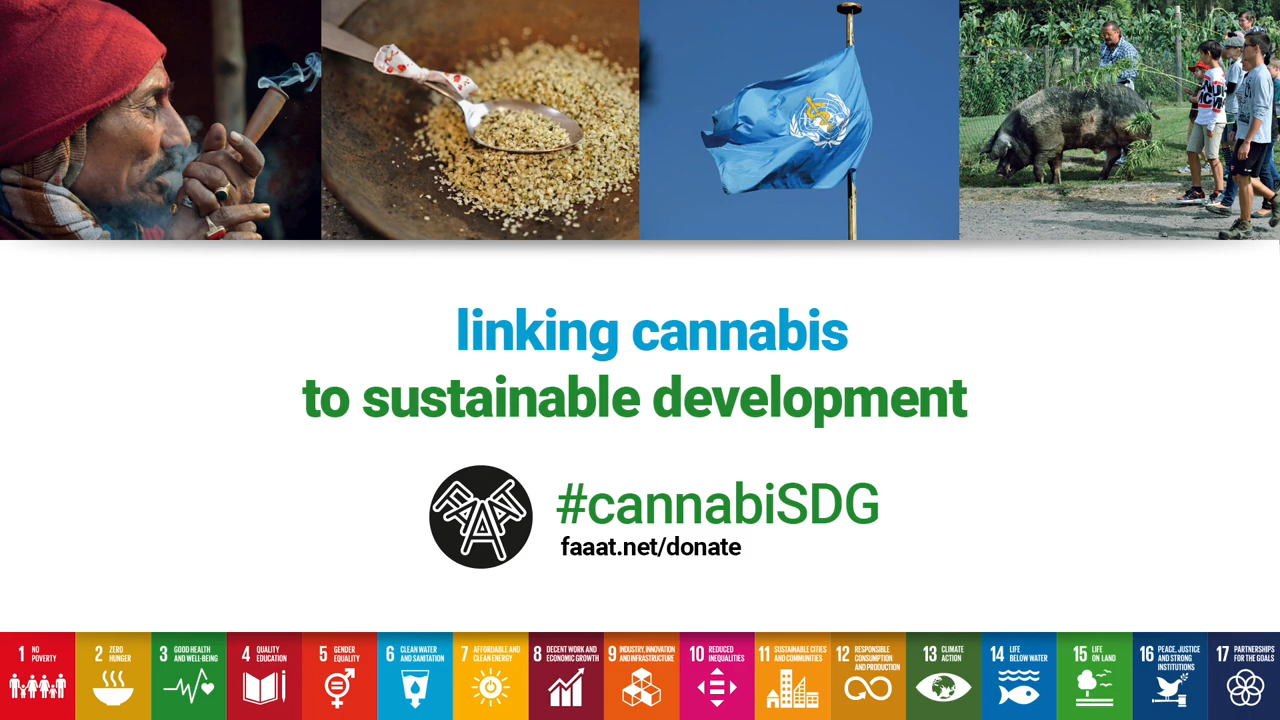 linking cannabis
to sustainable development
FAAAT
#cannabiSDG
faaat.net/donate
1 NO
POVERTY
2 ZERO
HUNGER
3 GOOD HEALTH
AND WELL-BEING
4 QUALITY
EDUCATION
5 GENDER
EQUALITY
6 CLEAN WATER
AND SANITATION
7 AFFORDABLE AND
CLEAN ENERGY
8 DECENT WORK AND
ECONOMIC GROWTH
9 INDUSTRY, INNOVATION
AND INFRASTRUCTURE
10 REDUCED
INEQUALITIES
11 SUSTAINABLE CITIES
AND COMMUNITIES
12 RESPONSIBLE
CONSUMPTION
AND PRODUCTION
13 CLIMATE
ACTION
14 LIFE
BELOW WATER
15 LIFE
ON LAND
16 PEACE, JUSTICE
AND STRONG
INSTITUTIONS
17 PARTNERSHIPS
FOR THE GOALS